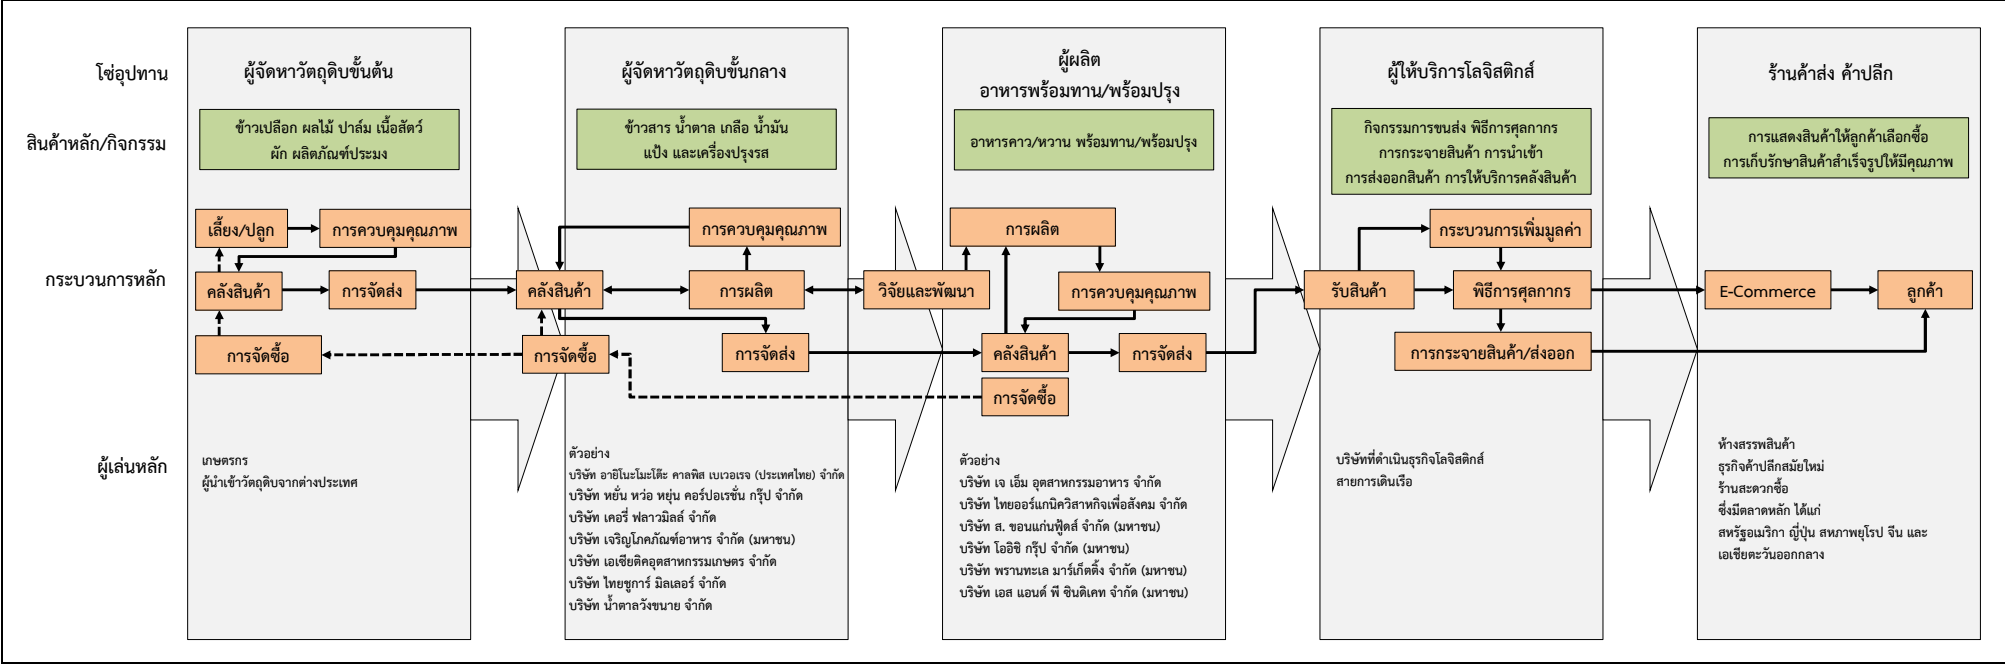 โซ่อุปทาน
ผู้จัดหาวัตถุดิบขั้นต้น
ผู้จัดหาวัตถุดิบขั้นกลาง
ผู้ผลิต
อาหารพร้อมทาน/พร้อมปรุง
ผู้ให้บริการโลจิสติกส์
ร้านค้าส่ง ค้าปลีก
สินค้าหลัก/กิจกรรม
ข้าวเปลือก ผลไม้ ปาล์ม เนื้อสัตว์
ผัก ผลิตภัณฑ์ประมง
ข้าวสาร น้ำตาล เกลือ น้ำมัน
แป้ง และเครื่องปรุงรส
อาหารคาว/หวาน พร้อมทาน/พร้อมปรุง
กิจกรรมการขนส่ง พิธีการศุลกากร
การกระจายสินค้า การนำเข้า
การส่งออกสินค้า การให้บริการคลังสินค้า
การแสดงสินค้าให้ลูกค้าเลือกซื้อ
การเก็บรักษาสินค้าสำเร็จรูปให้มีคุณภาพ
กระบวนการหลัก
เลี้ยง/ปลูก
การควบคุมคุณภาพ
คลังสินค้า
การจัดส่ง
การจัดซื้อ
การควบคุมคุณภาพ
คลังสินค้า
การผลิต
การจัดซื้อ
การจัดส่ง
วิจัยและพัฒนา
การผลิต
การควบคุมคุณภาพ
คลังสินค้า
การจัดส่ง
การจัดซื้อ
กระบวนการเพิ่มมูลค่า
รับสินค้า
พิธีการศุลกากร
การกระจายสินค้า/ส่งออก
E-Commerce
ลูกค้า
ผู้เล่นหลัก
เกษตรกร
ผู้นำเข้าวัตถุดิบจากต่างประเทศ
ตัวอย่าง
บริษัท อายิโนะโมะโต๊ะ คาลพิส เบเวอเรจ (ประเทศไทย) จำกัด
บริษัท หยั่น หว่อ หยุ่น คอร์ปอเรชั่น กรุ๊ป จำกัด
บริษัท เคอรี่ ฟลาวมิลล์ จำกัด
บริษัท เจริญโภคภัณฑ์อาหาร จำกัด (มหาชน)
บริษัท เอเซียติคอุตสาหกรรมเกษตร จำกัด
บริษัท ไทยชูการ์ มิลเลอร์ จำกัด
บริษัท น้ำตาลวังขนาย จำกัด
ตัวอย่าง
บริษัท เจ เอ็ม อุตสาหกรรมอาหาร จำกัด
บริษัท ไทยออร์แกนิควิสาหกิจเพื่อสังคม จำกัด
บริษัท ส. ขอนแก่นฟู้ดส์ จำกัด (มหาชน)
บริษัท โออิชิ กรุ๊ป จำกัด (มหาชน)
บริษัท พรานทะเล มาร์เก็ตติ้ง จำกัด (มหาชน)
บริษัท เอส แอนด์ พี ซินดิเคท จำกัด (มหาชน)
บริษัทที่ดำเนินธุรกิจโลจิสติกส์
สายการเดินเรือ
ห้างสรรพสินค้า
ธุรกิจค้าปลีกสมัยใหม่
ร้านสะดวกซื้อ
ซึ่งมีตลาดหลัก ได้แก่
สหรัฐอเมริกา ญี่ปุ่น สหภาพยุโรป จีน และ
เอเชียตะวันออกกลาง